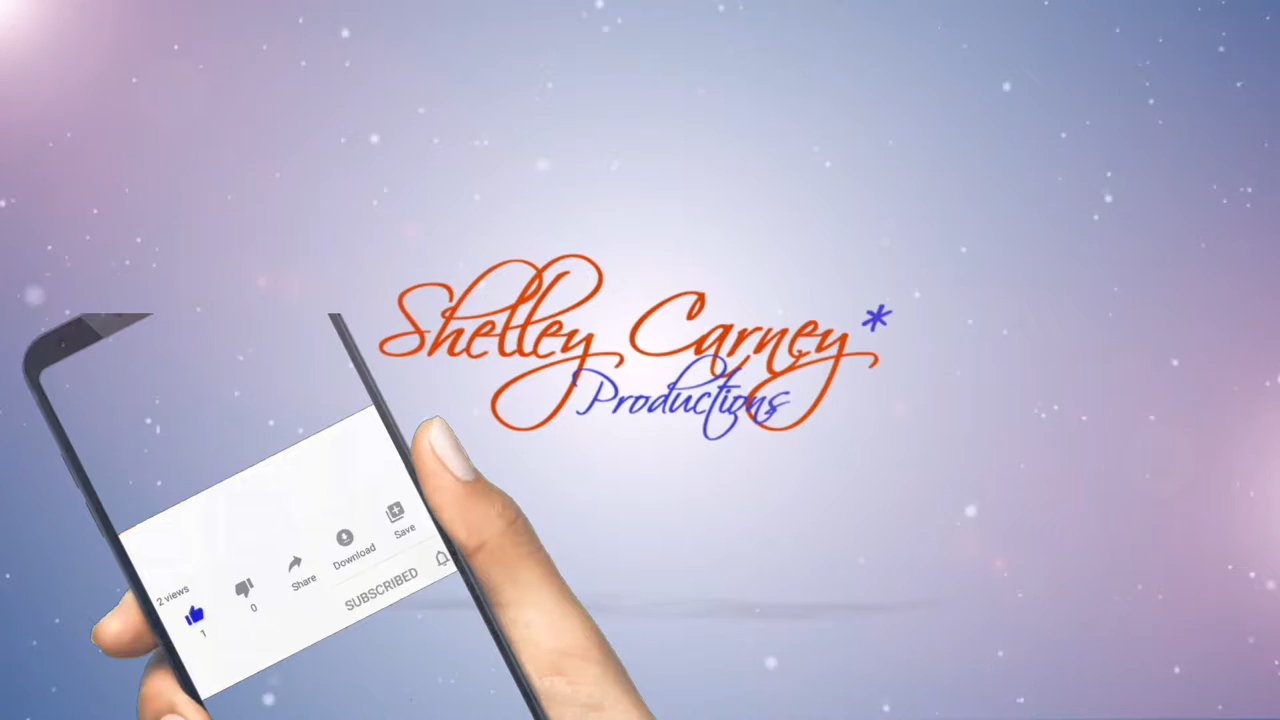 Shelley Carney*
Productions
2 views
1
0
Share
Download
Save
SUBSCRIBED